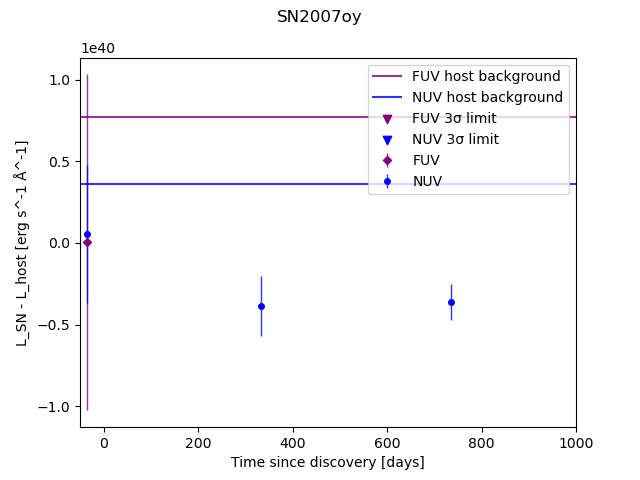 SN2007oy
1e40
FUV host background
NUV host background
FUV 3σ limit
NUV 3σ limit
FUV
NUV
1.0
0.5
0.0
−0.5
−1.0
L_SN - L_host [erg s^-1 Å^-1]
0
200
400
600
800
1000
Time since discovery [days]